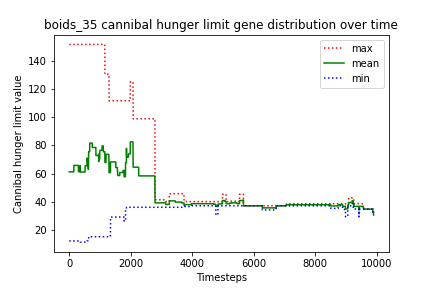 boids_35 cannibal hunger limit gene distribution over time
max
mean
min
Cannibal hunger limit value
140
120
100
80
60
40
20
0
2000
4000
6000
8000
10000
Timesteps